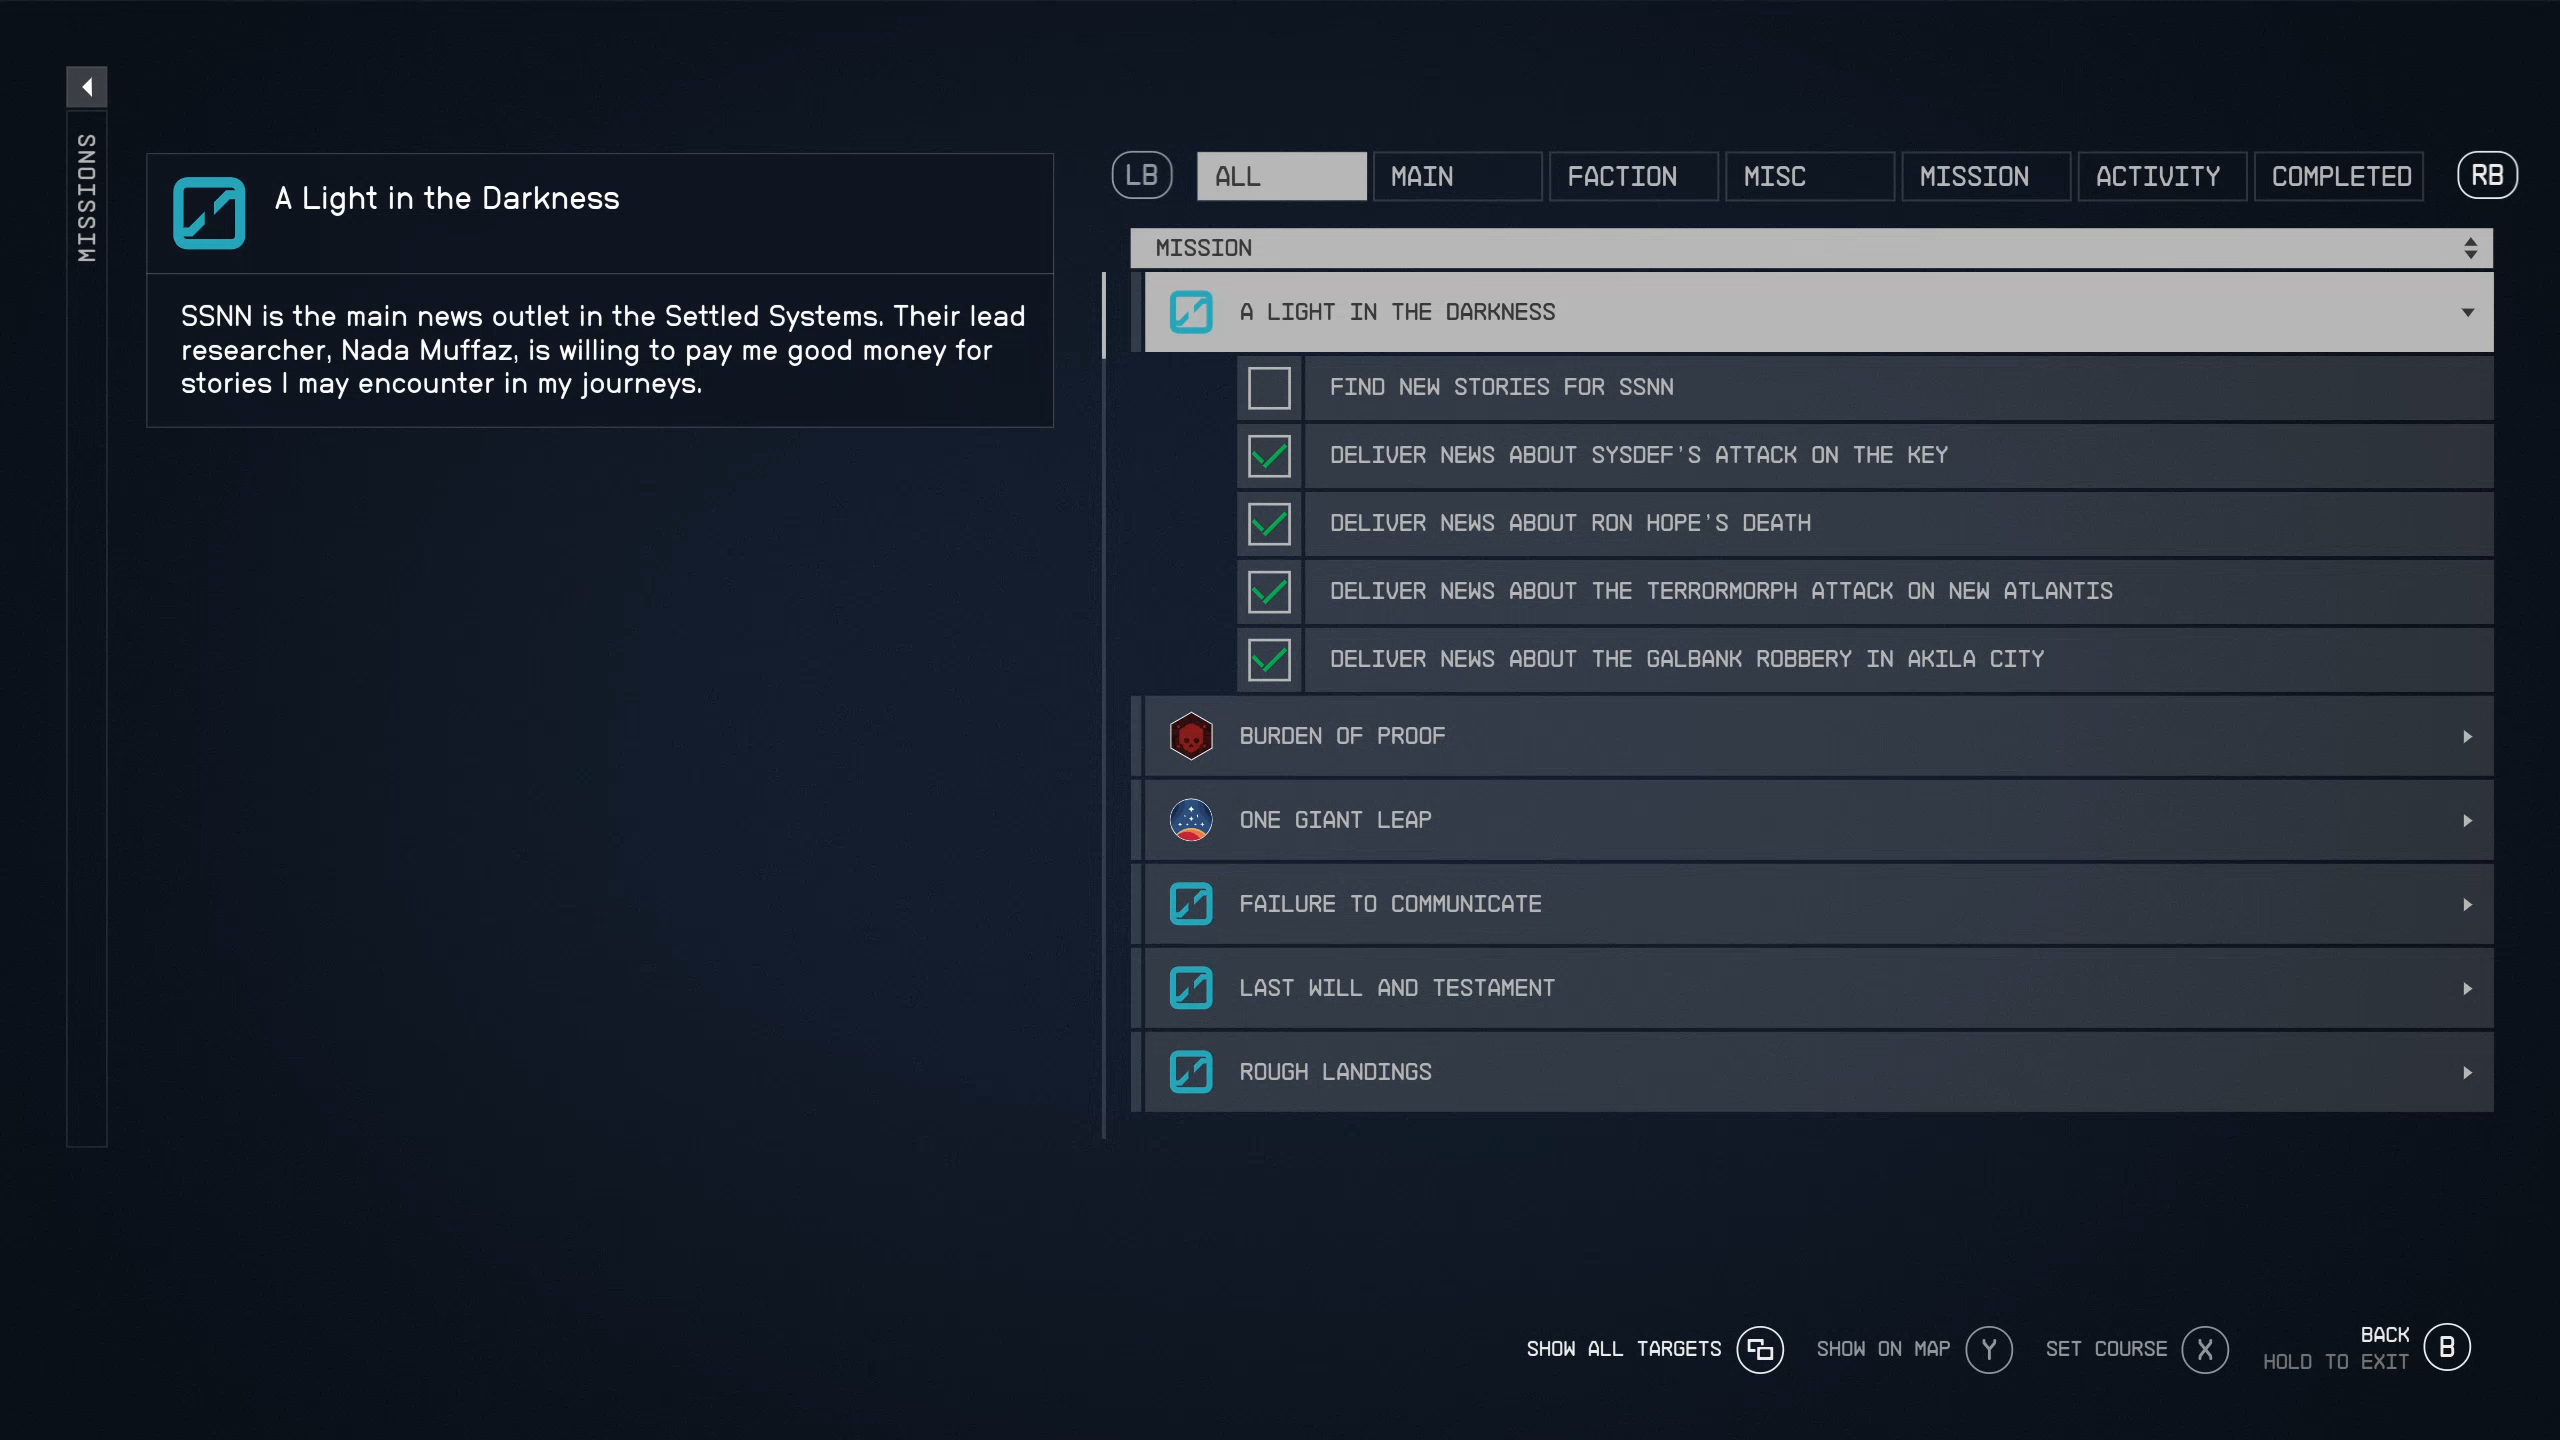 MISSIONS
A Light in the Darkness
SSNN is the main news outlet in the Settled Systems. Their lead
researcher, Nada Muffaz, is willing to pay me good money for
stories I may encounter in my journeys.
LB ALL MAIN FACTION MISC MISSION ACTIVITY COMPLETED RB
MISSION
A LIGHT IN THE DARKNESS
FIND NEW STORIES FOR SSNN
DELIVER NEWS ABOUT SYSDEF'S ATTACK ON THE KEY
DELIVER NEWS ABOUT RON HOPE'S DEATH
DELIVER NEWS ABOUT THE TERRORMORPH ATTACK ON NEW ATLANTIS
DELIVER NEWS ABOUT THE GALBANK ROBBERY IN AKILA CITY
BURDEN OF PROOF
ONE GIANT LEAP
FAILURE TO COMMUNICATE
LAST WILL AND TESTAMENT
ROUGH LANDINGS
SHOW ALL TARGETS SHOW ON MAP Y SET COURSE X BACK B
HOLD TO EXIT